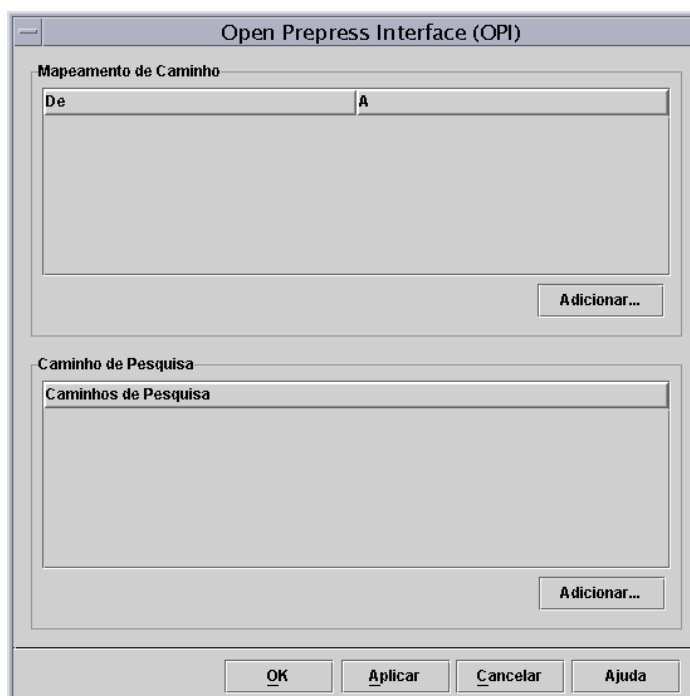 Open Prepress Interface (OPI)
Mapeamento de Caminho
De A
Adicionar...
Caminho de Pesquisa
Caminhos de Pesquisa
Adicionar...
OK Aplicar Cancelar Ajuda